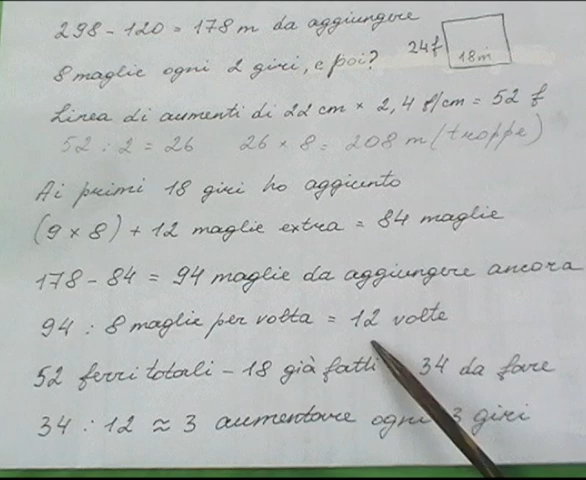 298 - 120 = 178 m da aggiungere
24f
18m
8 maglie ogni 2 giri, e poi?
Linea di aumenti di 22 cm × 2,4 f/cm = 52 f
52 : 2 = 26 26 × 8 = 208 m (troppe)
Ai primi 18 giri ho aggiunto
(9 × 8) + 12 maglie extra = 84 maglie
178 - 84 = 94 maglie da aggiungere ancora
94 : 8 maglie per volta = 12 volte
52 ferri totali - 18 già fatti 34 da fare
34 : 12 ≈ 3 aumentare ogni 3 giri